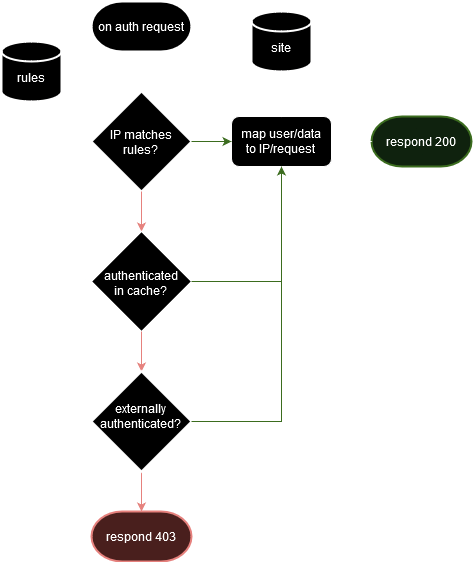 on auth request
site
rules
IP matches
rules?
map user/data
to IP/request
respond 200
authenticated
in cache?
externally
authenticated?
respond 403